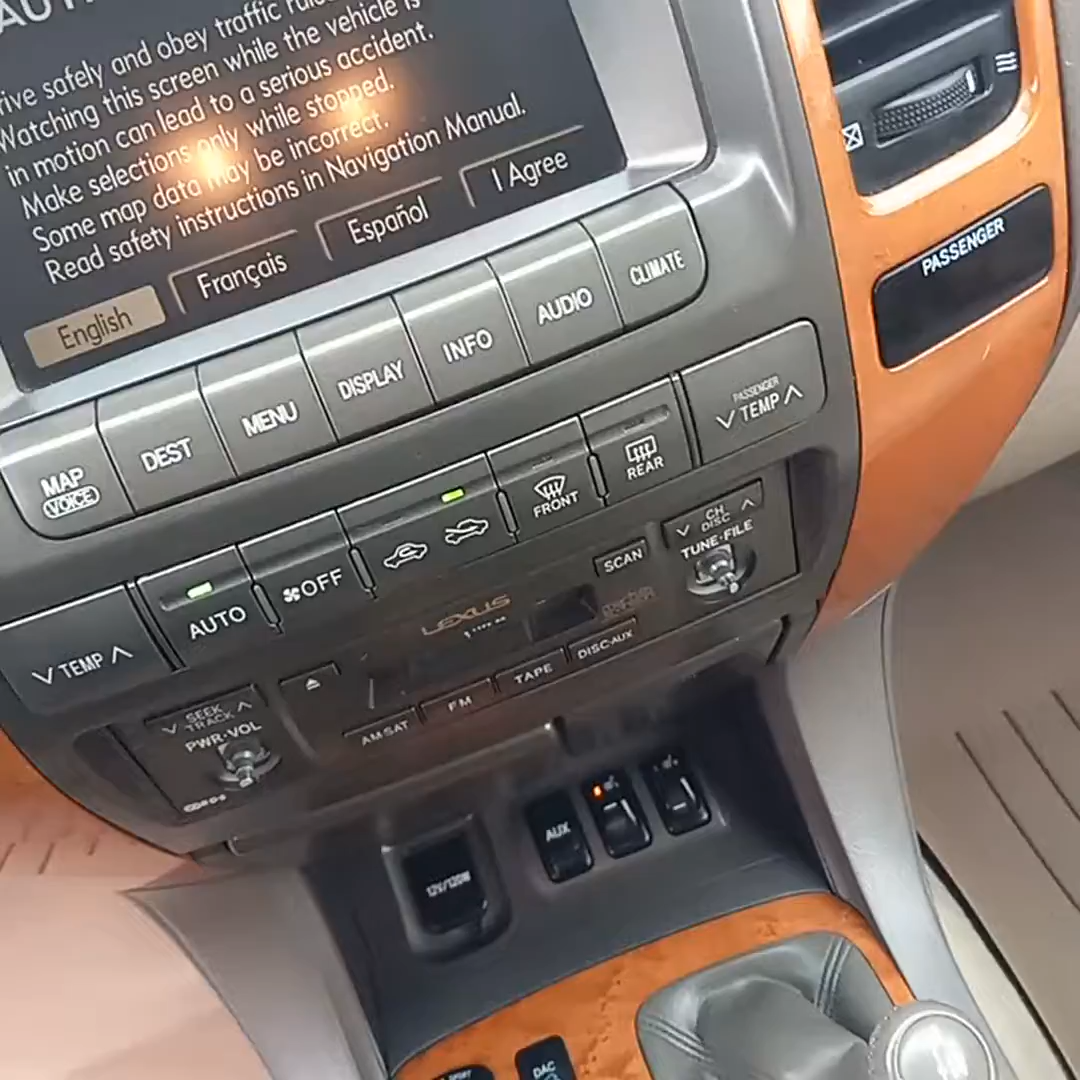 rive safely and obey traffic
Watching this screen while the vehicle is
in motion can lead to a serious accident.
Make selections only while stopped.
Some map data may be incorrect.
Read safety instructions in Navigation Manual.
English
Français
Español
I Agree
PASSENGER
MAP
VOICE
DEST
MENU
DISPLAY
INFO
AUDIO
CLIMATE
TEMP
AUTO
OFF
FRONT
REAR
PASSENGER
TEMP
SEEK
TRACK
PWR·VOL
LEXUS
SCAN
CH
DISC
TUNE·FILE
AM·SAT
FM
TAPE
DISC·AUX
12V/120W
AUX
DAC